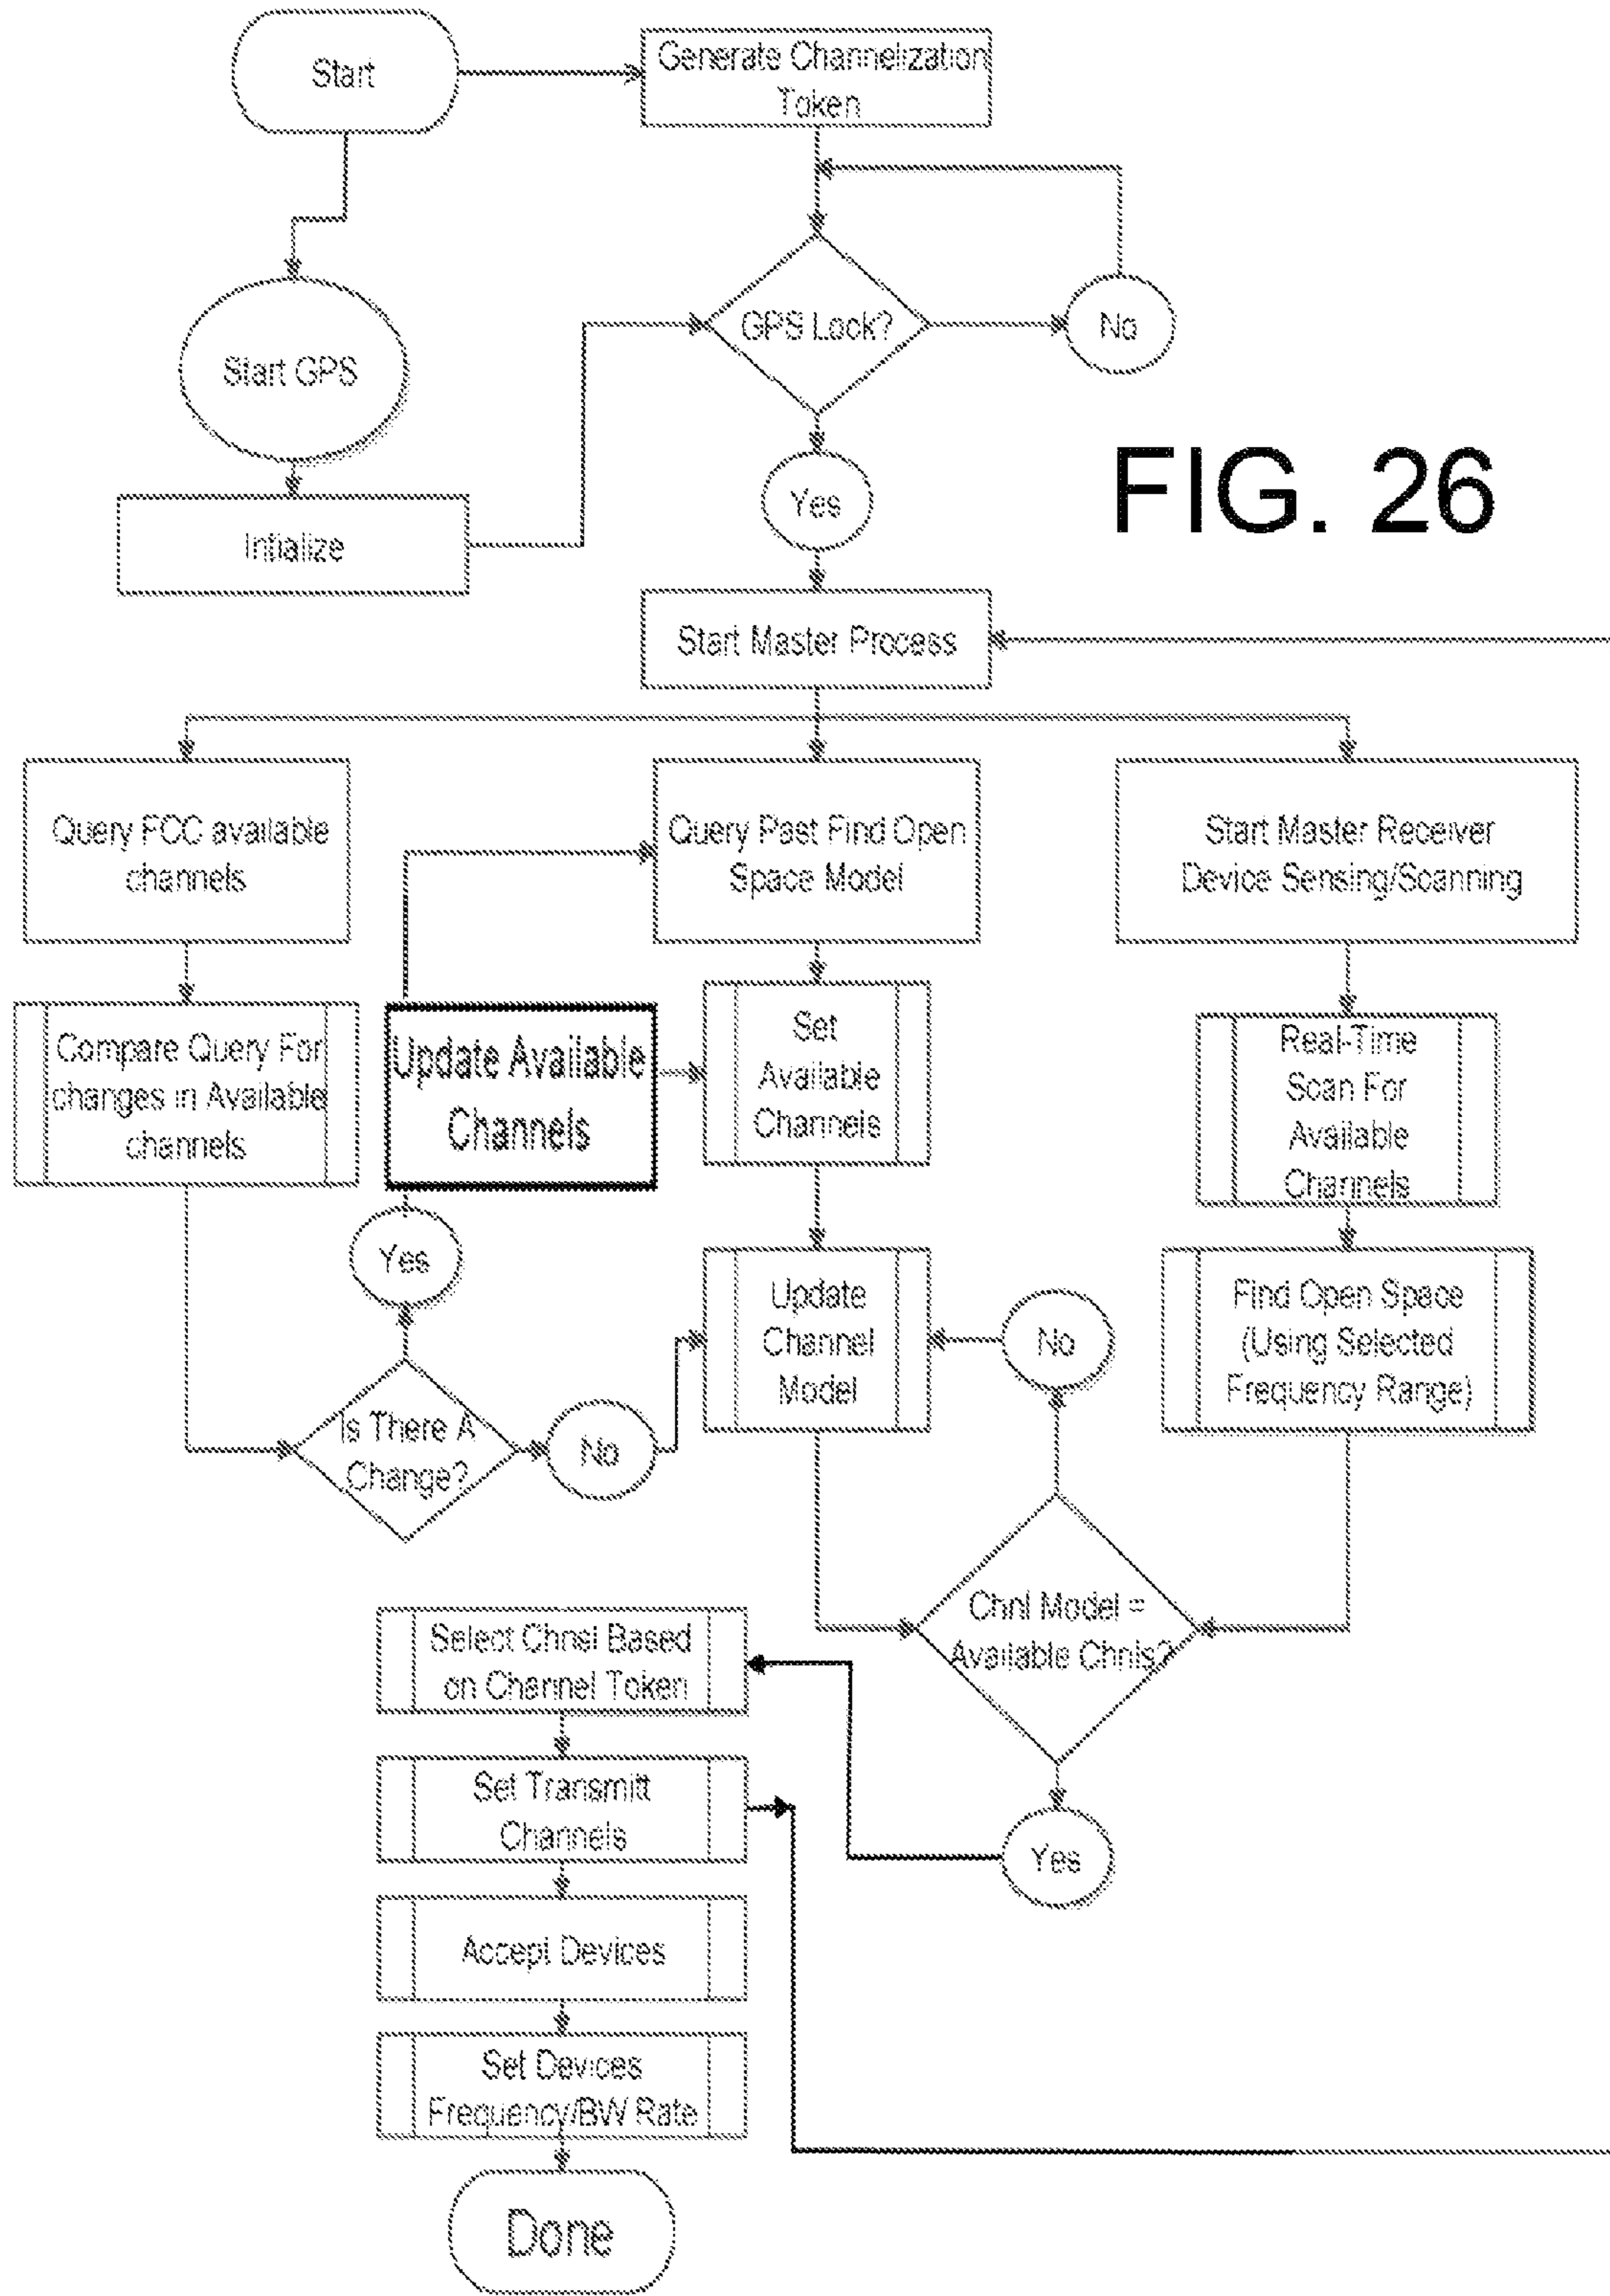 Start
Generate Channelization
Token
GPS Lock?
No
Start GPS
Yes
FIG. 26
Intialize
Start Master Process
Query FCC available
channels
Query Past Find Open
Space Model
Start Master Receiver
Device Sensing/Scanning
Compare Query For
changes in Available
channels
Update Available
Channels
Set
Available
Channels
Real-Time
Scan For
Available
Channels
Yes
Update
Channel
Model
No
Find Open Space
(Using Selected
Frequency Range)
Is There A
Change?
No
Chnl Model =
Available Chnls?
Select Chnsl Based
on Channel Token
Set Transmitt
Channels
Yes
Accept Devices
Set Devices
Frequency/BW Rate
Done